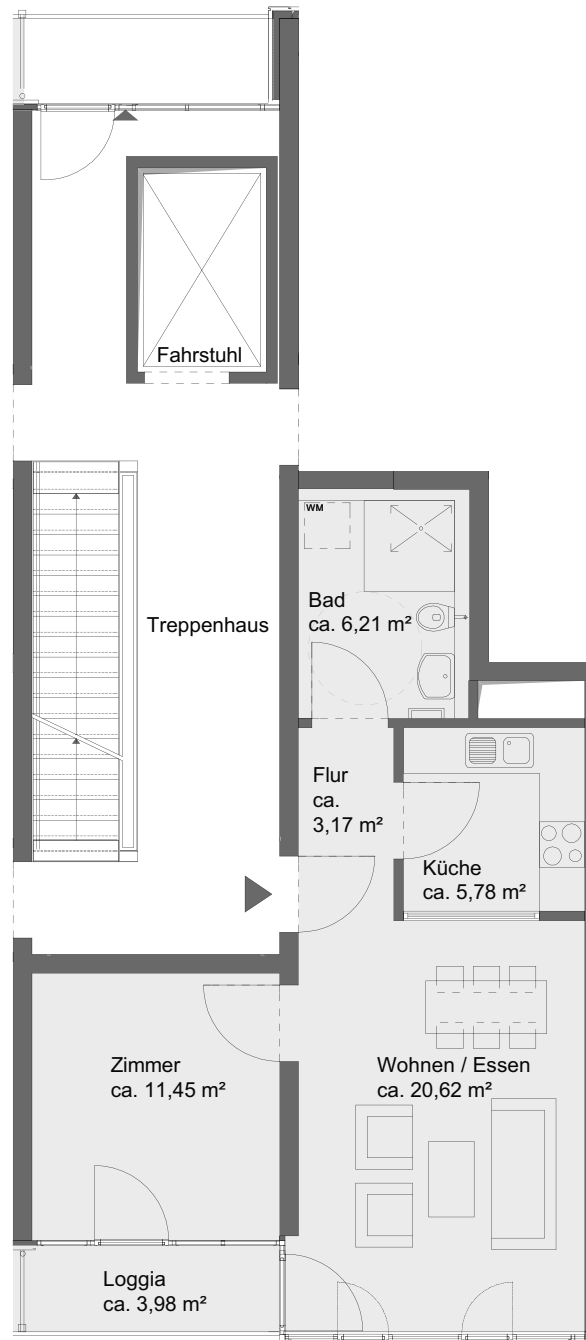 Fahrstuhl
WM
Bad
ca. 6,21 m²
Treppenhaus
Flur
ca.
3,17 m²
Küche
ca. 5,78 m²
Zimmer
ca. 11,45 m²
Wohnen / Essen
ca. 20,62 m²
Loggia
ca. 3,98 m²